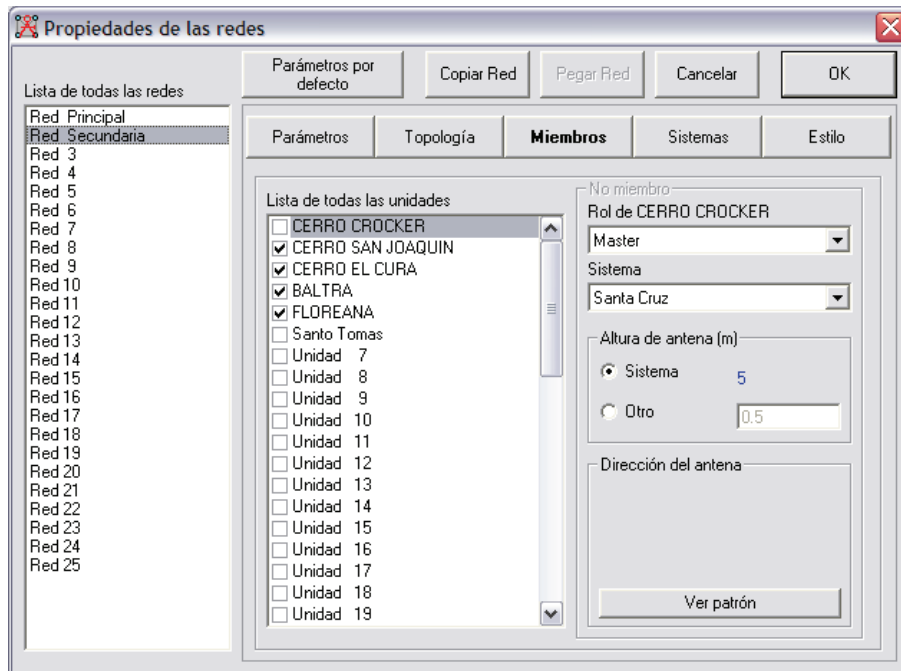 Propiedades de las redes
Lista de todas las redes
Red Principal
Red Secundaria
Red 3
Red 4
Red 5
Red 6
Red 7
Red 8
Red 9
Red 10
Red 11
Red 12
Red 13
Red 14
Red 15
Red 16
Red 17
Red 18
Red 19
Red 20
Red 21
Red 22
Red 23
Red 24
Red 25
Parámetros por
defecto
Copiar Red
Pegar Red
Cancelar
OK
Parámetros
Topología
Miembros
Sistemas
Estilo
Lista de todas las unidades
CERRO CROCKER
CERRO SAN JOAQUIN
CERRO EL CURA
BALTRA
FLOREANA
Santo Tomas
Unidad 7
Unidad 8
Unidad 9
Unidad 10
Unidad 11
Unidad 12
Unidad 13
Unidad 14
Unidad 15
Unidad 16
Unidad 17
Unidad 18
Unidad 19
No miembro
Rol de CERRO CROCKER
Master
Sistema
Santa Cruz
Altura de antena (m)
Sistema 5
Otro 0.5
Dirección del antena
Ver patrón